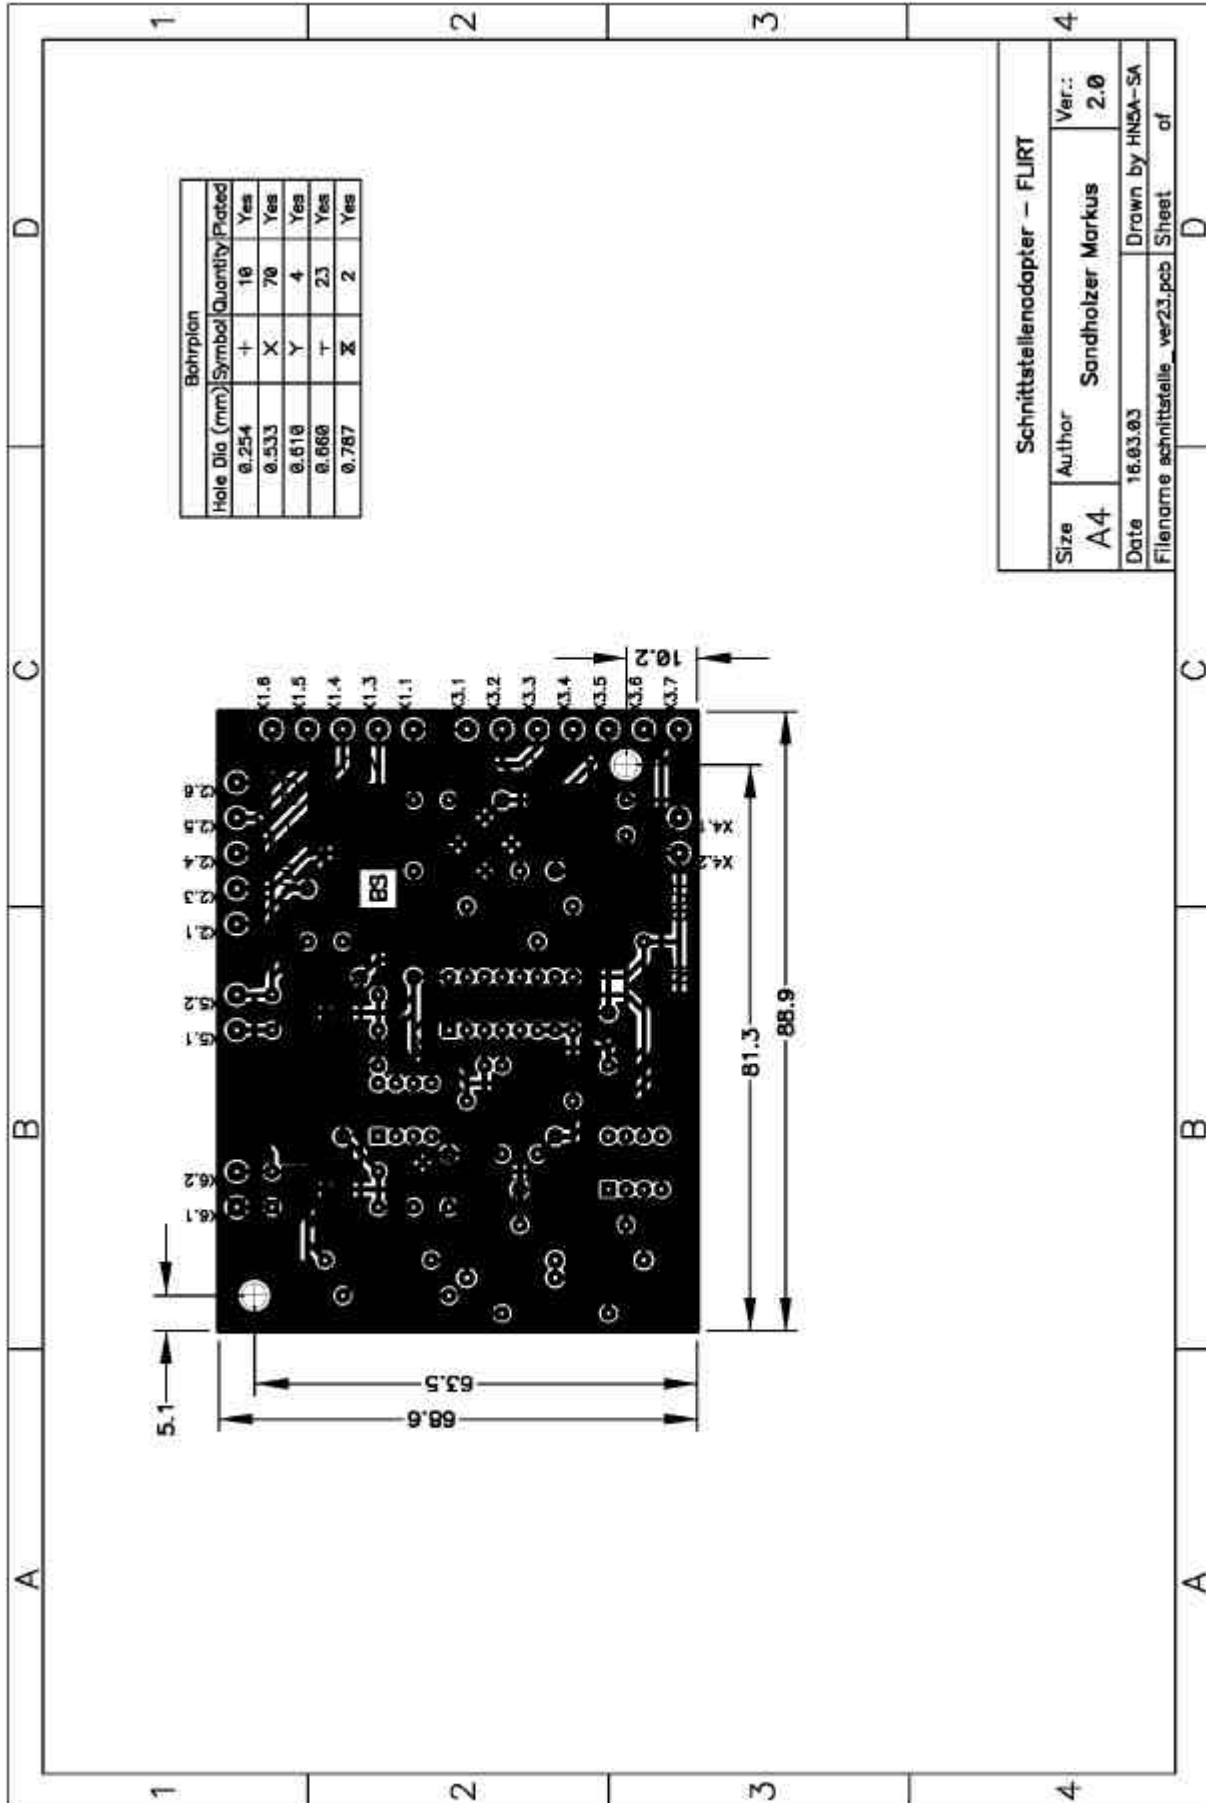 1
2
3
4
A
B
C
D
Bohrplan
Hole Dia (mm) Symbol Quantity Plated
0.254 + 10 Yes
0.533 X 70 Yes
0.610 Y 4 Yes
0.660 T 23 Yes
0.787 2 Yes
X1.6
X1.5
X1.4
X1.3
X1.1
X3.1
X3.2
X3.3
X3.4
X3.5
X3.6
X3.7
X2.6
X2.5
X2.4
X2.3
X2.1
X5.2
X5.1
X6.2
X6.1
X4.2
BS
10.2
5.1
63.5
68.6
81.3
88.9
Schnittstellenadapter – FLIRT
Size Author Ver.:
A4 Sandholzer Markus 2.0
Date 16.03.03 Drawn by HN5A-SA
Filename schnittstelle_ver23.pcb Sheet of
1
2
3
4
A
B
C
D